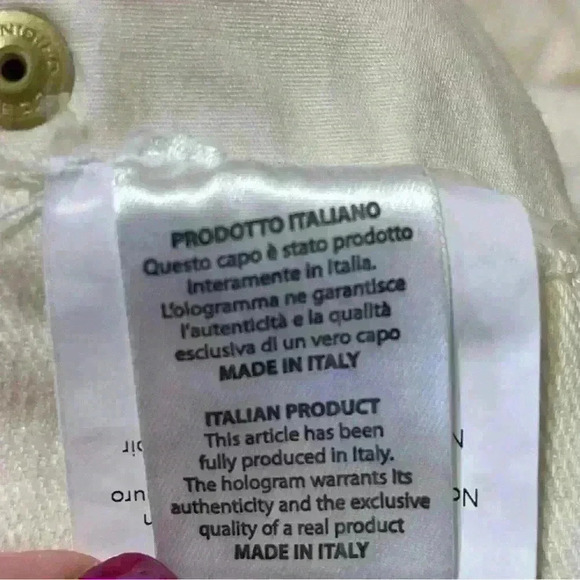 PRODOTTO ITALIANO
Questo capo è stato prodotto
interamente in Italia.
L'ologramma ne garantisce
l'autenticità e la qualità
esclusiva di un vero capo
MADE IN ITALY
ITALIAN PRODUCT
This article has been
fully produced in Italy.
The hologram warrants its
authenticity and the exclusive
quality of a real product
MADE IN ITALY